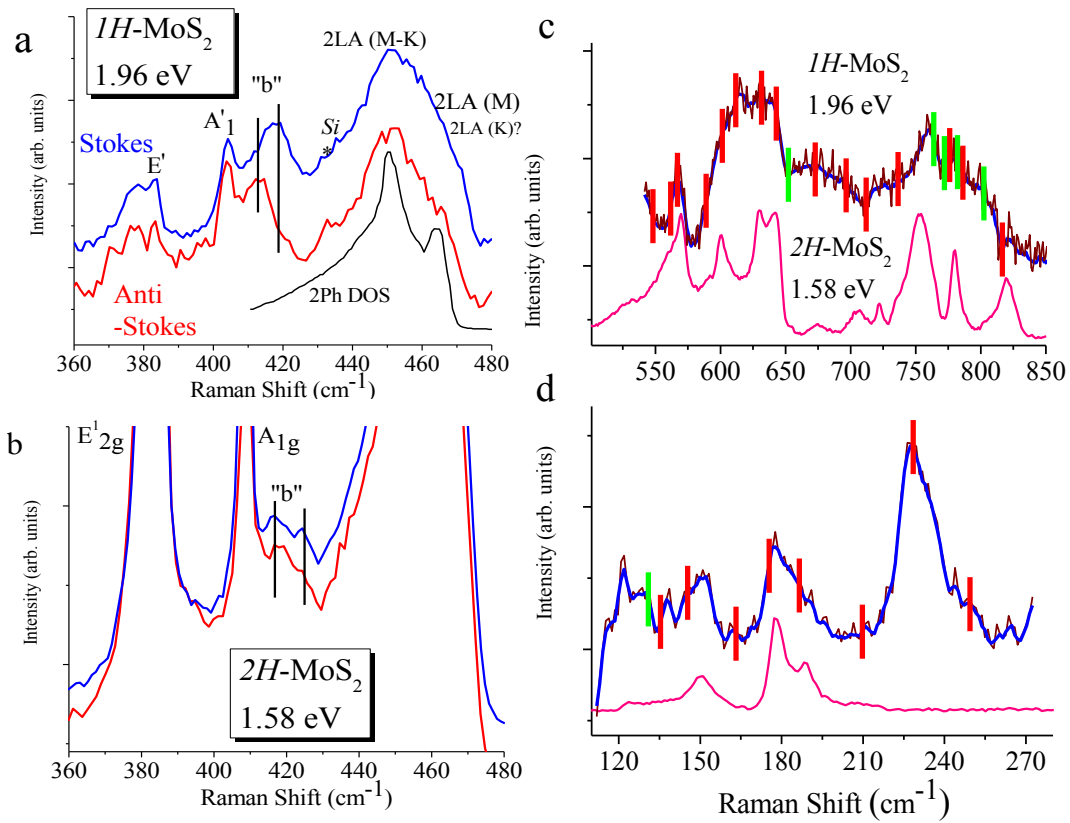 a
1H-MoS2
1.96 eV
2LA (M-K)
"b"
2LA (M)
2LA (K)?
A'1
Si
*
Stokes
E'
Anti
-Stokes
2Ph DOS
Intensity (arb. units)
360 380 400 420 440 460 480
Raman Shift (cm-1)
b
E12g
A1g
"b"
2H-MoS2
1.58 eV
Intensity (arb. units)
360 380 400 420 440 460 480
Raman Shift (cm-1)
c
1H-MoS2
1.96 eV
2H-MoS2
1.58 eV
Intensity (arb. units)
550 600 650 700 750 800 850
d
Intensity (arb. units)
120 150 180 210 240 270
Raman Shift (cm-1)